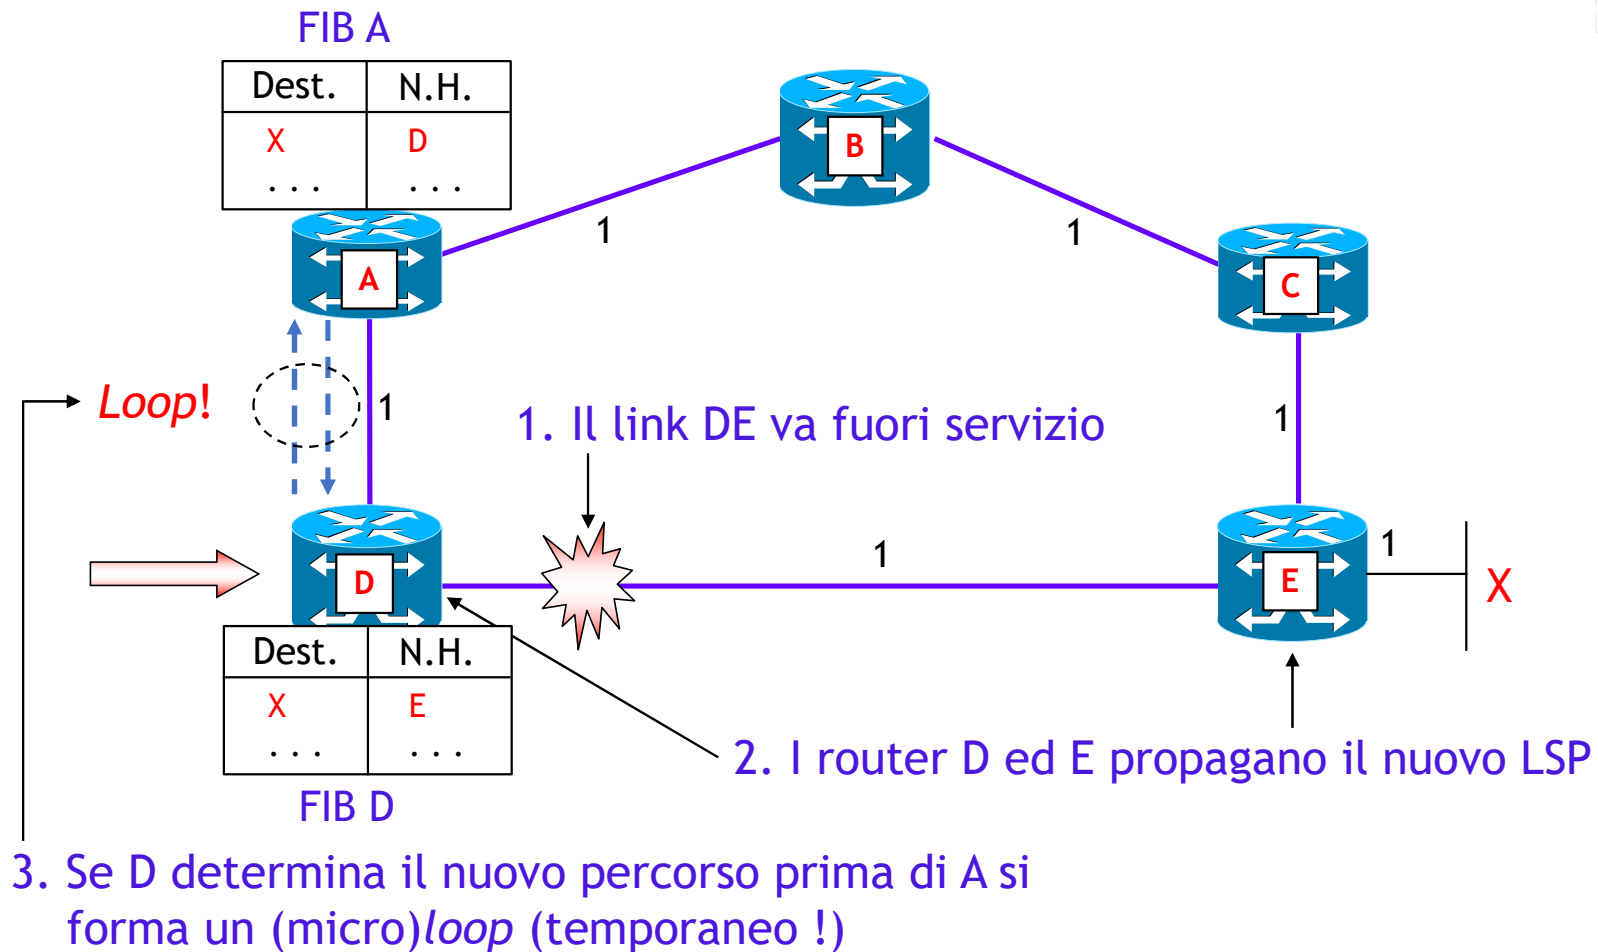 FIB A
Dest. N.H.
X D
. . . . . .
B
1
1
A
C
Loop!
1
1. Il link DE va fuori servizio
1
1
1
D
E
X
Dest. N.H.
X E
. . . . . .
2. I router D ed E propagano il nuovo LSP
FIB D
3. Se D determina il nuovo percorso prima di A si
forma un (micro)loop (temporaneo !)